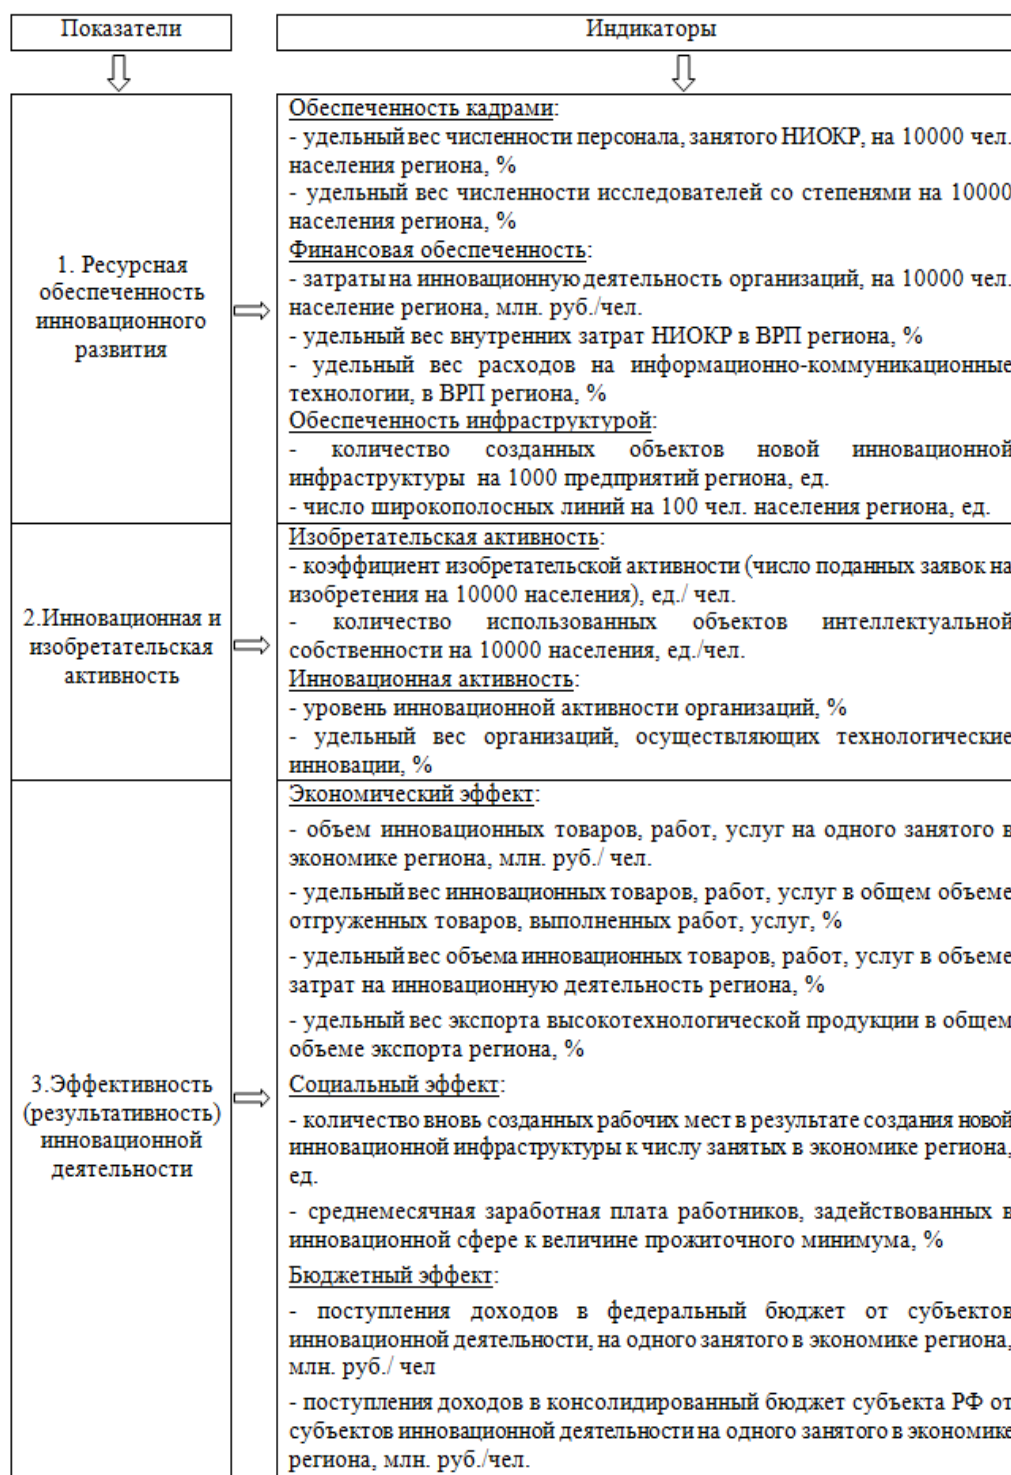 Показатели
Индикаторы
1. Ресурсная
обеспеченность
инновационного
развития
Обеспеченность кадрами:
- удельный вес численности персонала, занятого НИОКР, на 10000 чел.
населения региона, %
- удельный вес численности исследователей со степенями на 10000
населения региона, %
Финансовая обеспеченность:
- затраты на инновационную деятельность организаций, на 10000 чел.
население региона, млн. руб./чел.
- удельный вес внутренних затрат НИОКР в ВРП региона, %
- удельный вес расходов на информационно-коммуникационные
технологии, в ВРП региона, %
Обеспеченность инфраструктурой:
- количество созданных объектов новой инновационной
инфраструктуры на 1000 предприятий региона, ед.
- число широкополосных линий на 100 чел. населения региона, ед.
2.Инновационная и
изобретательская
активность
Изобретательская активность:
- коэффициент изобретательской активности (число поданных заявок на
изобретения на 10000 населения), ед./ чел.
- количество использованных объектов интеллектуальной
собственности на 10000 населения, ед./чел.
Инновационная активность:
- уровень инновационной активности организаций, %
- удельный вес организаций, осуществляющих технологические
инновации, %
3.Эффективность
(результативность)
инновационной
деятельности
Экономический эффект:
- объем инновационных товаров, работ, услуг на одного занятого в
экономике региона, млн. руб./ чел.
- удельный вес инновационных товаров, работ, услуг в общем объеме
отгруженных товаров, выполненных работ, услуг, %
- удельный вес объема инновационных товаров, работ, услуг в объеме
затрат на инновационную деятельность региона, %
- удельный вес экспорта высокотехнологической продукции в общем
объеме экспорта региона, %
Социальный эффект:
- количество вновь созданных рабочих мест в результате создания новой
инновационной инфраструктуры к числу занятых в экономике региона,
ед.
- среднемесячная заработная плата работников, задействованных в
инновационной сфере к величине прожиточного минимума, %
Бюджетный эффект:
- поступления доходов в федеральный бюджет от субъектов
инновационной деятельности, на одного занятого в экономике региона,
млн. руб./ чел
- поступления доходов в консолидированный бюджет субъекта РФ от
субъектов инновационной деятельности на одного занятого в экономике
региона, млн. руб./чел.